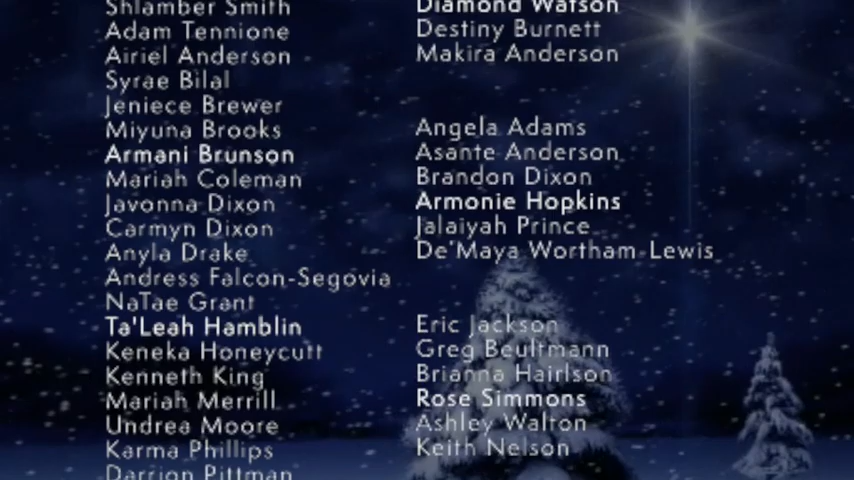 Shlamber Smith
Adam Tennione
Airiel Anderson
Syrae Bilal
Jeniece Brewer
Miyuna Brooks
Armani Brunson
Mariah Coleman
Javonna Dixon
Carmyn Dixon
Anyla Drake
Andress Falcon-Segovia
NaTae Grant
Ta'Leah Hamblin
Keneka Honeycutt
Kenneth King
Mariah Merrill
Undrea Moore
Karma Phillips
Darrion Pittman
Diamond Watson
Destiny Burnett
Makira Anderson
Angela Adams
Asante Anderson
Brandon Dixon
Armonie Hopkins
Jalaiyah Prince
De'Maya Wortham-Lewis
Eric Jackson
Greg Beultmann
Brianna Hairlson
Rose Simmons
Ashley Walton
Keith Nelson